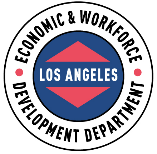 ECONOMIC & WORKFORCE
LOS ANGELES
DEVELOPMENT DEPARTMENT